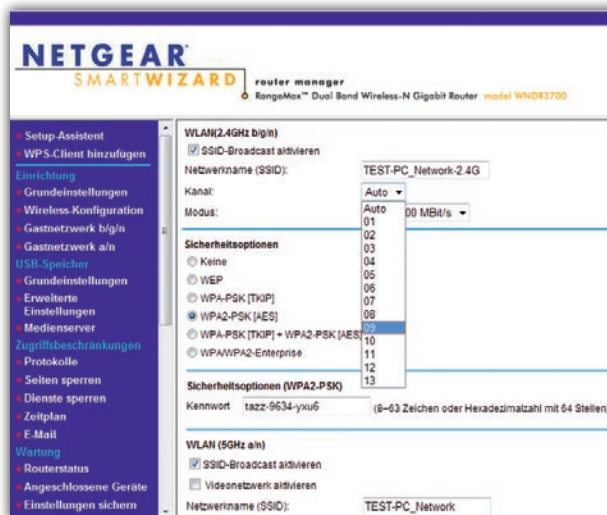 NETGEAR
SMARTWIZARD router manager
RangeMax™ Dual Band Wireless-N Gigabit Router model WNDR3700
Setup-Assistent
WPS-Client hinzufügen
Einrichtung
Grundeinstellungen
Wireless-Konfiguration
Gastnetzwerk b/g/n
Gastnetzwerk a/n
USB-Speicher
Grundeinstellungen
Erweiterte
Einstellungen
Medienserver
Zugriffsbeschränkungen
Protokolle
Seiten sperren
Dienste sperren
Zeitplan
E-Mail
Wartung
Routerstatus
Angeschlossene Geräte
Einstellungen sichern
WLAN(2.4GHz b/g/n)
SSID-Broadcast aktivieren
Netzwerkname (SSID): TEST-PC_Network-2.4G
Kanal: Auto
Modus: 00 MBit/s
Auto
01
02
03
04
05
06
07
08
09
10
11
12
13
Sicherheitsoptionen
Keine
WEP
WPA-PSK [TKIP]
WPA2-PSK [AES]
WPA-PSK [TKIP] + WPA2-PSK [AES]
WPA/WPA2-Enterprise
Sicherheitsoptionen (WPA2-PSK)
Kennwort tazz-9634-yxu6 (8–63 Zeichen oder Hexadezimalzahl mit 64 Stellen
WLAN (5GHz a/n)
SSID-Broadcast aktivieren
Videonetzwerk aktivieren
Netzwerkname (SSID): TEST-PC_Network